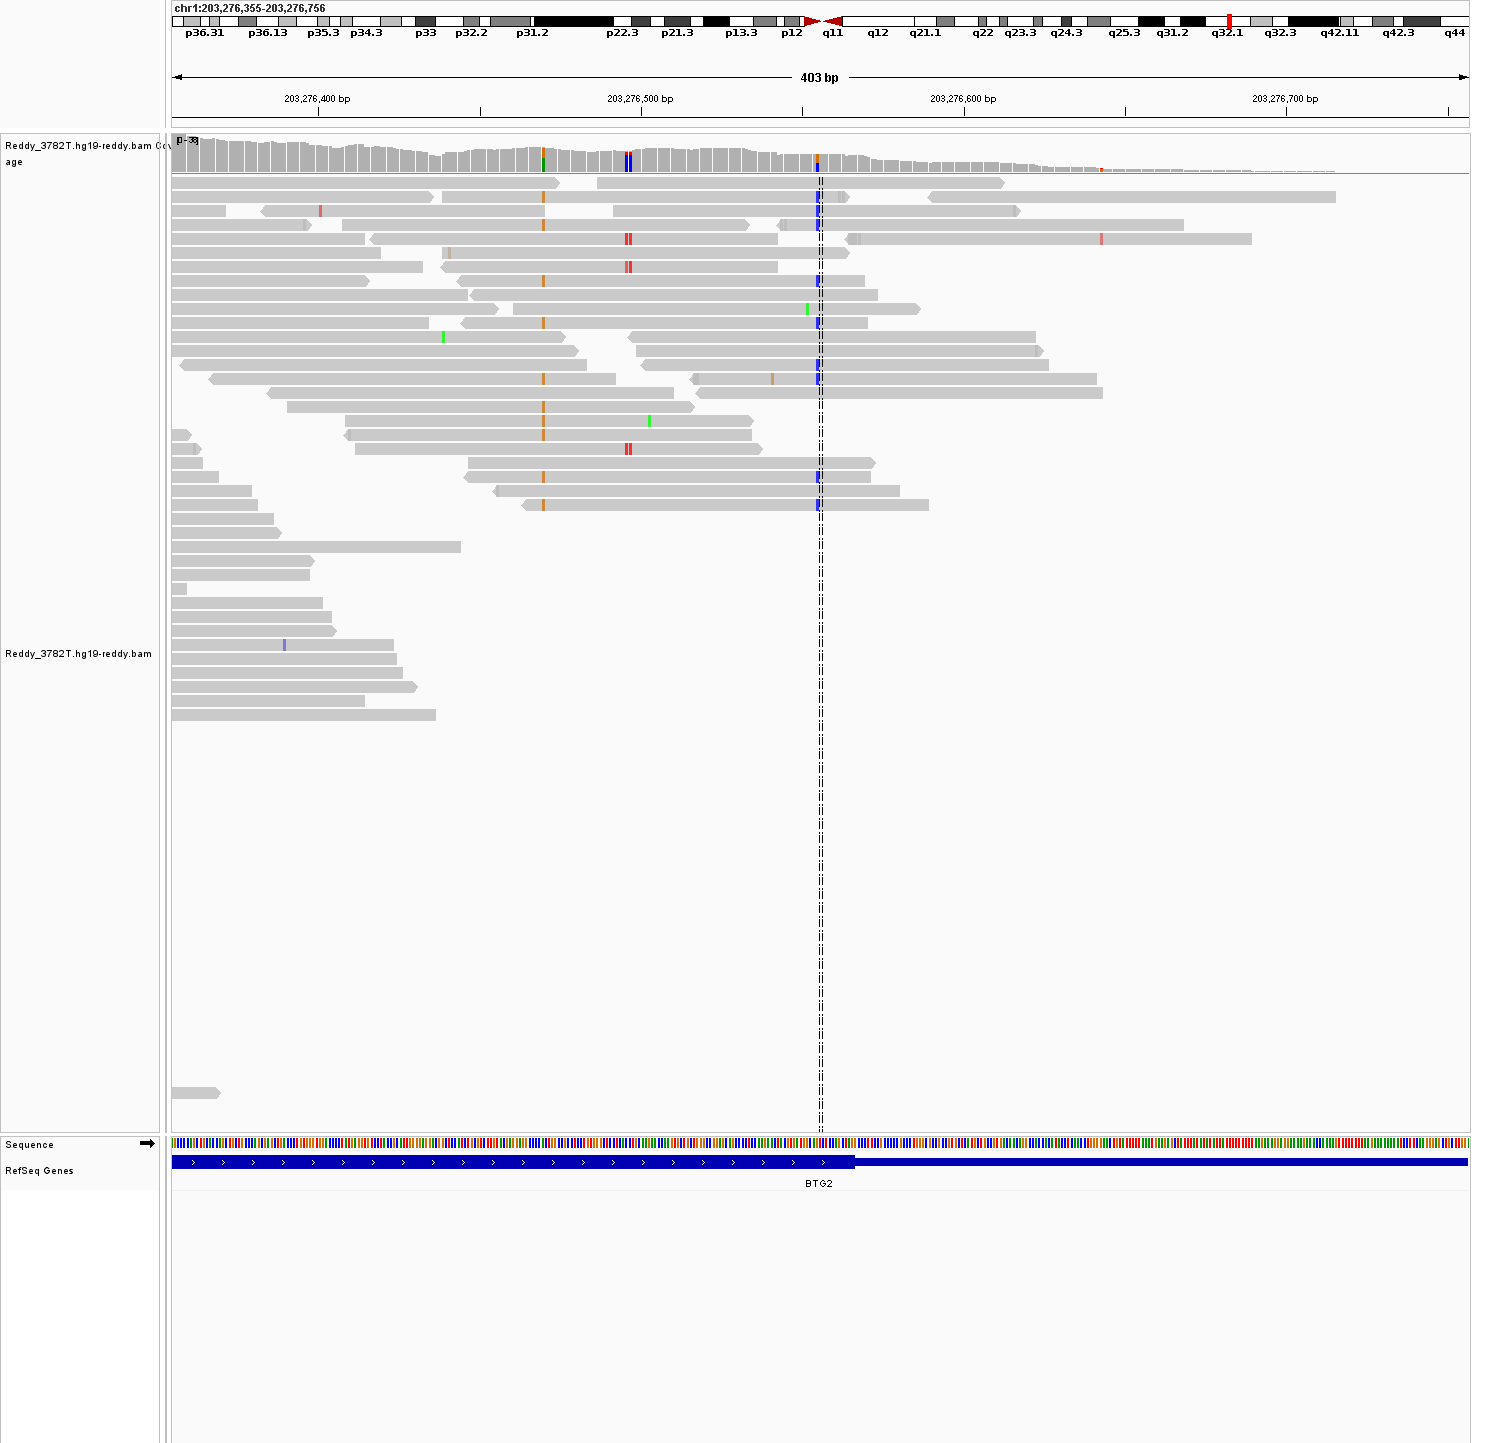 chr1:203,276,355-203,276,756
p36.31 p36.13 p35.3 p34.3 p33 p32.2 p31.2 p22.3 p21.3 p13.3 p12 q11 q12 q21.1 q22 q23.3 q24.3 q25.3 q31.2 q32.1 q32.3 q42.11 q42.3 q44
403 bp
203,276,400 bp 203,276,500 bp 203,276,600 bp 203,276,700 bp
Reddy_3782T.hg19-reddy.bam Cov
age
Reddy_3782T.hg19-reddy.bam
Sequence
RefSeq Genes
BTG2